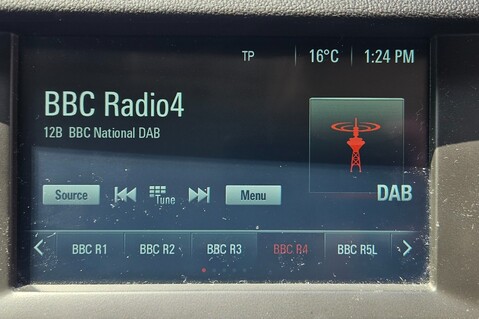 TP 16°C 1:24 PM
BBC Radio4
12B BBC National DAB
Source Tune Menu
DAB
BBC R1 BBC R2 BBC R3 BBC R4 BBC R5L